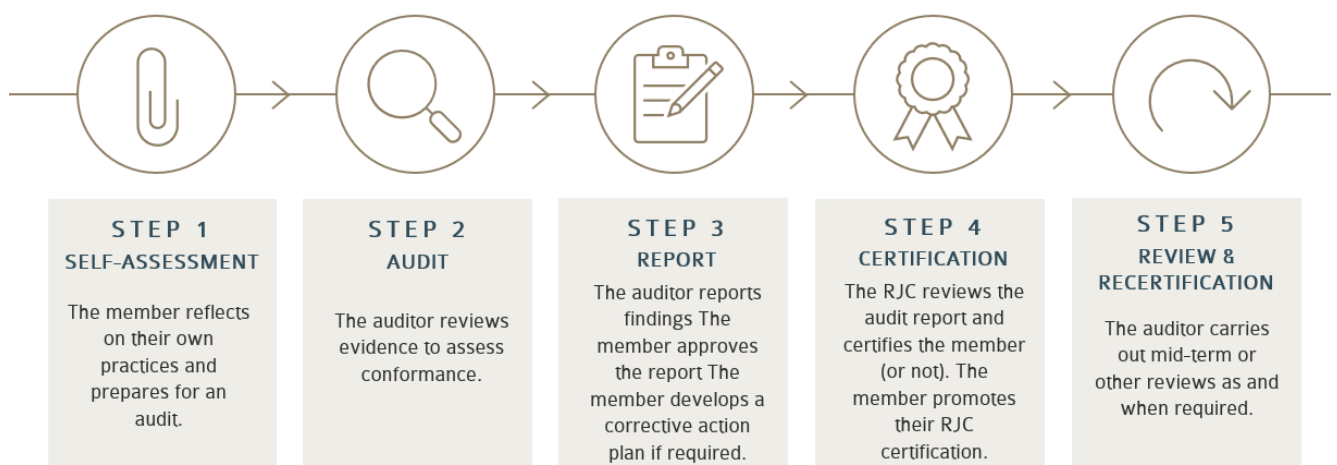 STEP 1
SELF-ASSESSMENT
The member reflects
on their own
practices and
prepares for an
audit.
STEP 2
AUDIT
The auditor reviews
evidence to assess
conformance.
STEP 3
REPORT
The auditor reports
findings The
member approves
the report The
member develops a
corrective action
plan if required.
STEP 4
CERTIFICATION
The RJC reviews the
audit report and
certifies the member
(or not). The
member promotes
their RJC
certification.
STEP 5
REVIEW &
RECERTIFICATION
The auditor carries
out mid-term or
other reviews as and
when required.